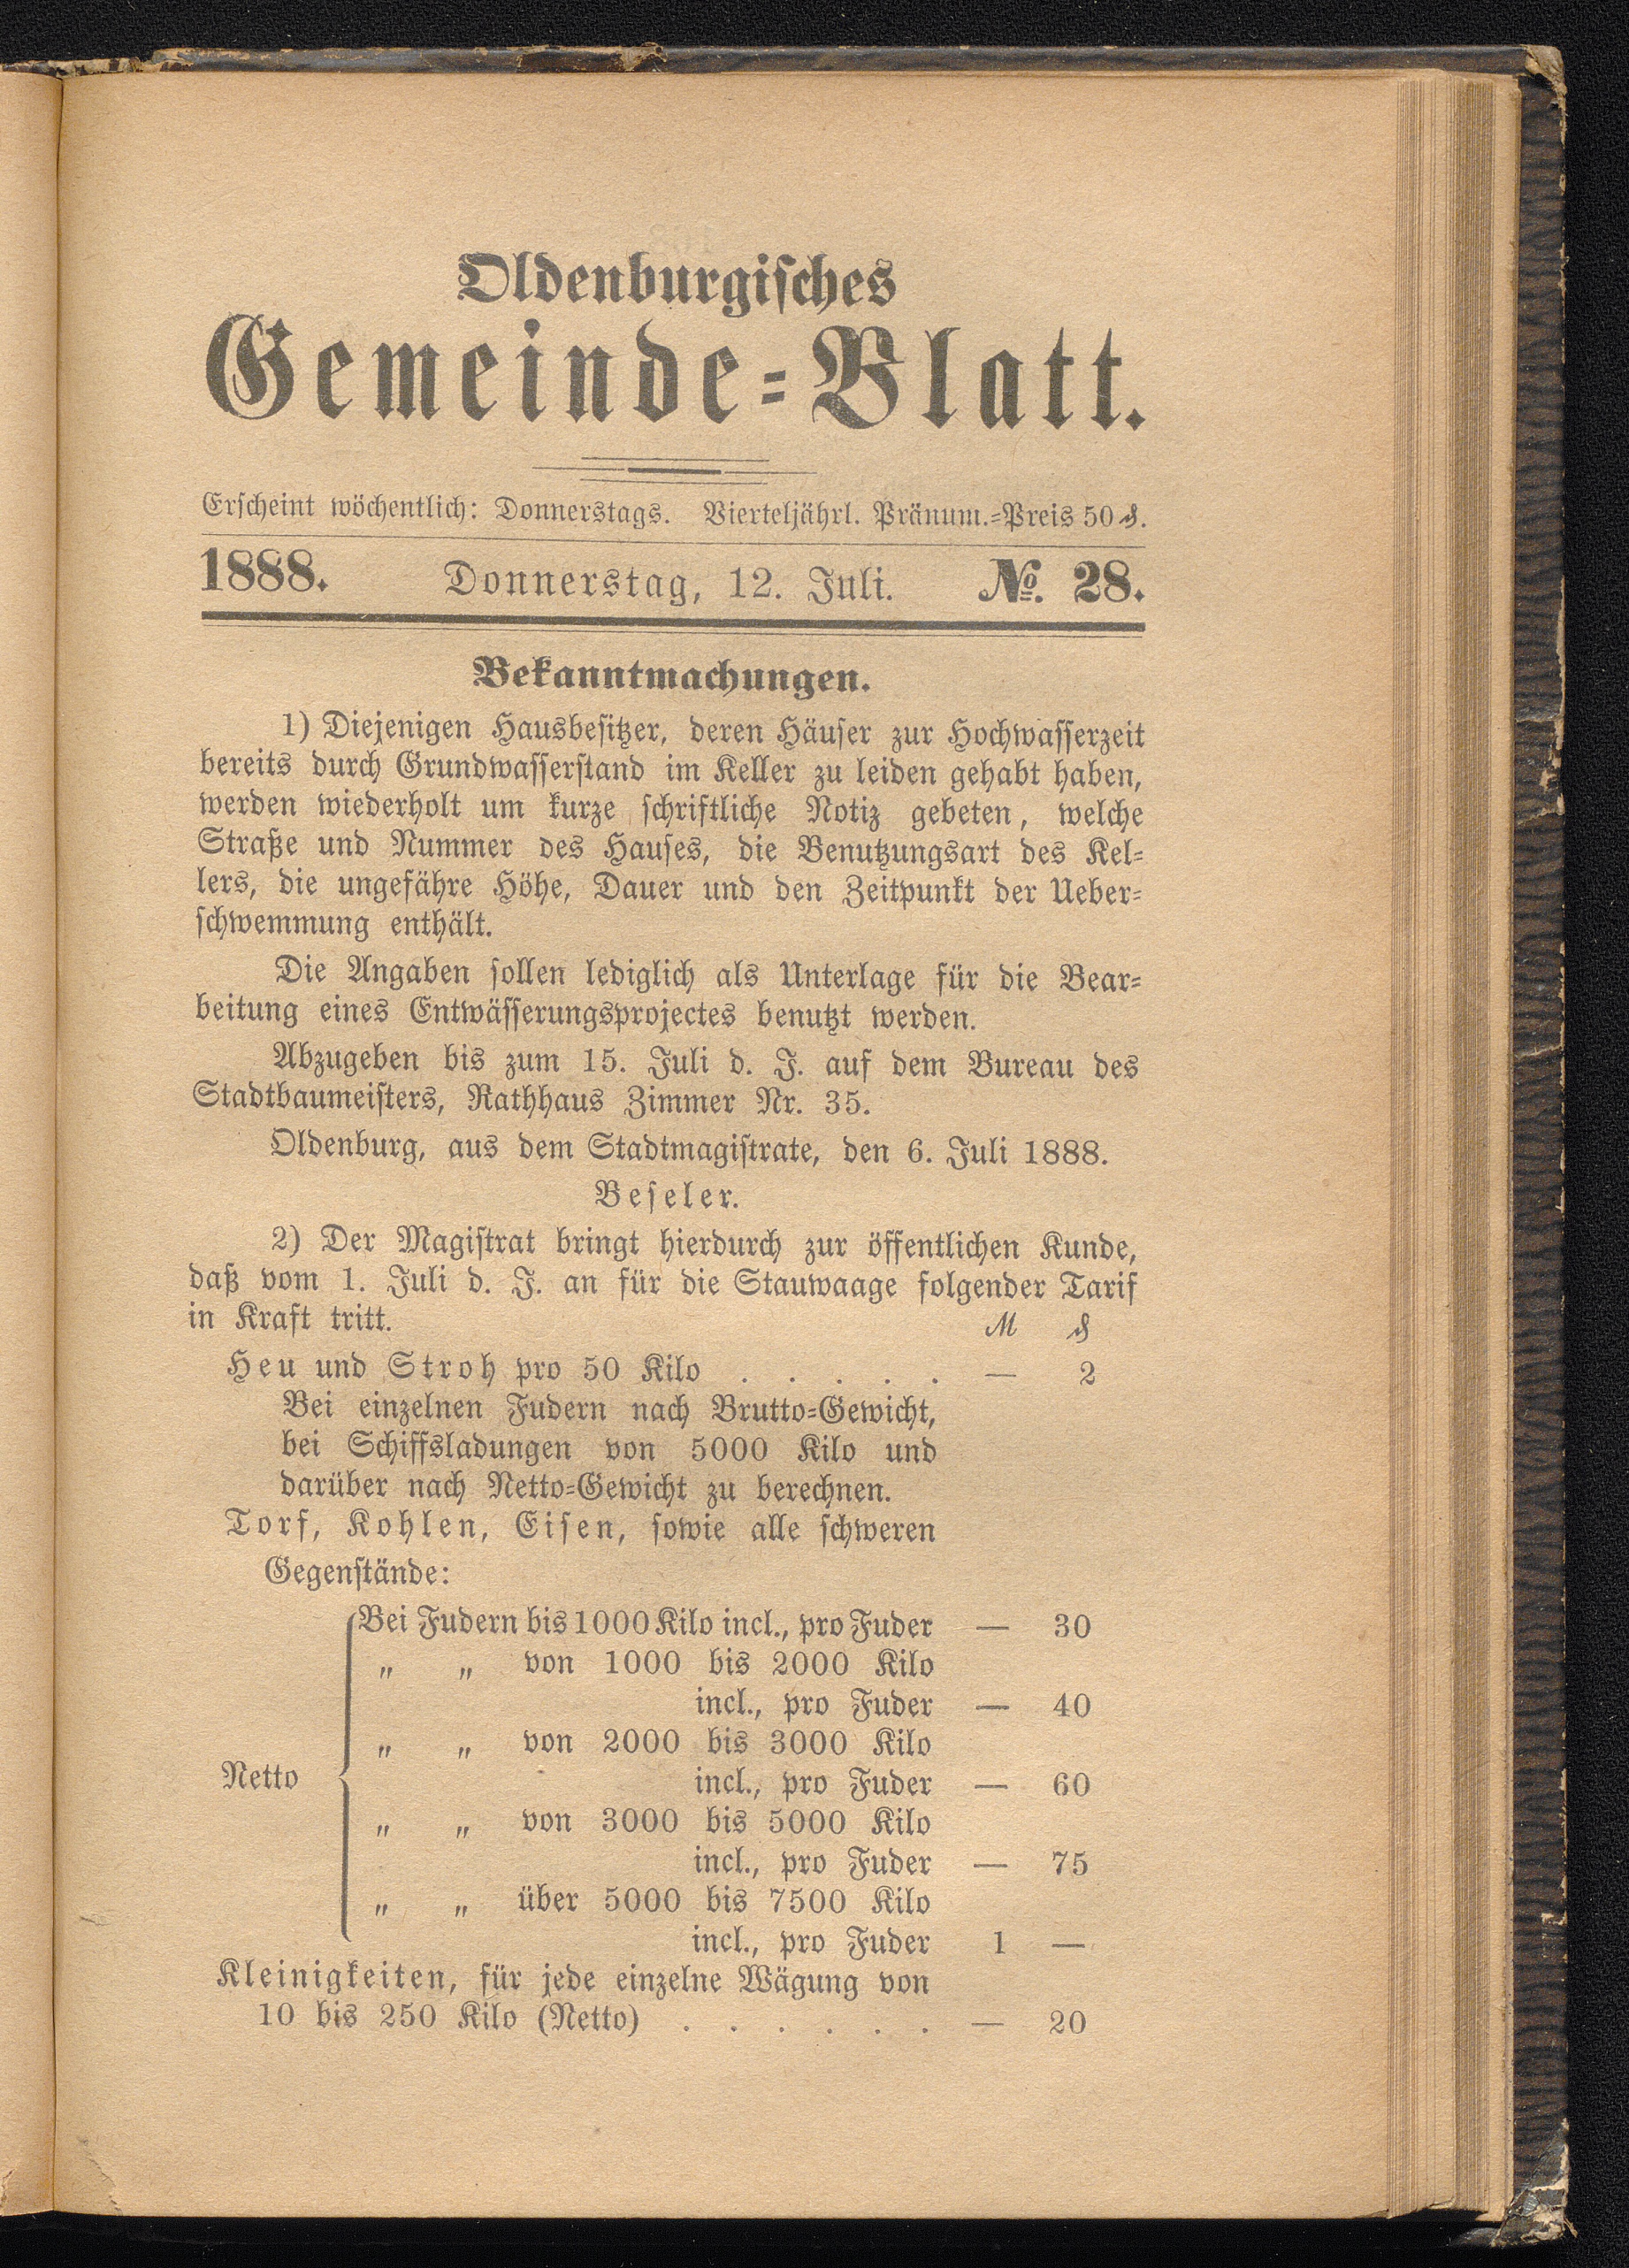 Oldenburgisches
Gemeinde-Blatt.
Erscheint wöchentlich: Donnerstags. Vierteljährl. Pränum.-Preis 50 ₰.
1888. Donnerstag, 12. Juli. №. 28.
Bekanntmachungen.
1) Diejenigen Hausbesitzer, deren Häuser zur Hochwasserzeit
bereits durch Grundwasserstand im Keller zu leiden gehabt haben,
werden wiederholt um kurze schriftliche Notiz gebeten, welche
Straße und Nummer des Hauses, die Benutzungsart des Kel-
lers, die ungefähre Höhe, Dauer und den Zeitpunkt der Ueber-
schwemmung enthält.
Die Angaben sollen lediglich als Unterlage für die Bear-
beitung eines Entwässerungsprojectes benutzt werden.
Abzugeben bis zum 15. Juli d. J. auf dem Bureau des
Stadtbaumeisters, Rathhaus Zimmer Nr. 35.
Oldenburg, aus dem Stadtmagistrate, den 6. Juli 1888.
Beseler.
2) Der Magistrat bringt hierdurch zur öffentlichen Kunde,
daß vom 1. Juli d. J. an für die Stauwaage folgender Tarif
in Kraft tritt. ℳ ₰
Heu und Stroh pro 50 Kilo . . . . . — 2
Bei einzelnen Fudern nach Brutto-Gewicht,
bei Schiffsladungen von 5000 Kilo und
darüber nach Netto-Gewicht zu berechnen.
Torf, Kohlen, Eisen, sowie alle schweren
Gegenstände:
Bei Fudern bis 1000 Kilo incl., pro Fuder — 30
„ „ von 1000 bis 2000 Kilo
incl., pro Fuder — 40
„ „ von 2000 bis 3000 Kilo
Netto incl., pro Fuder — 60
„ „ von 3000 bis 5000 Kilo
incl., pro Fuder — 75
„ „ über 5000 bis 7500 Kilo
incl., pro Fuder 1 —
Kleinigkeiten, für jede einzelne Wägung von
10 bis 250 Kilo (Netto) . . . . . . — 20